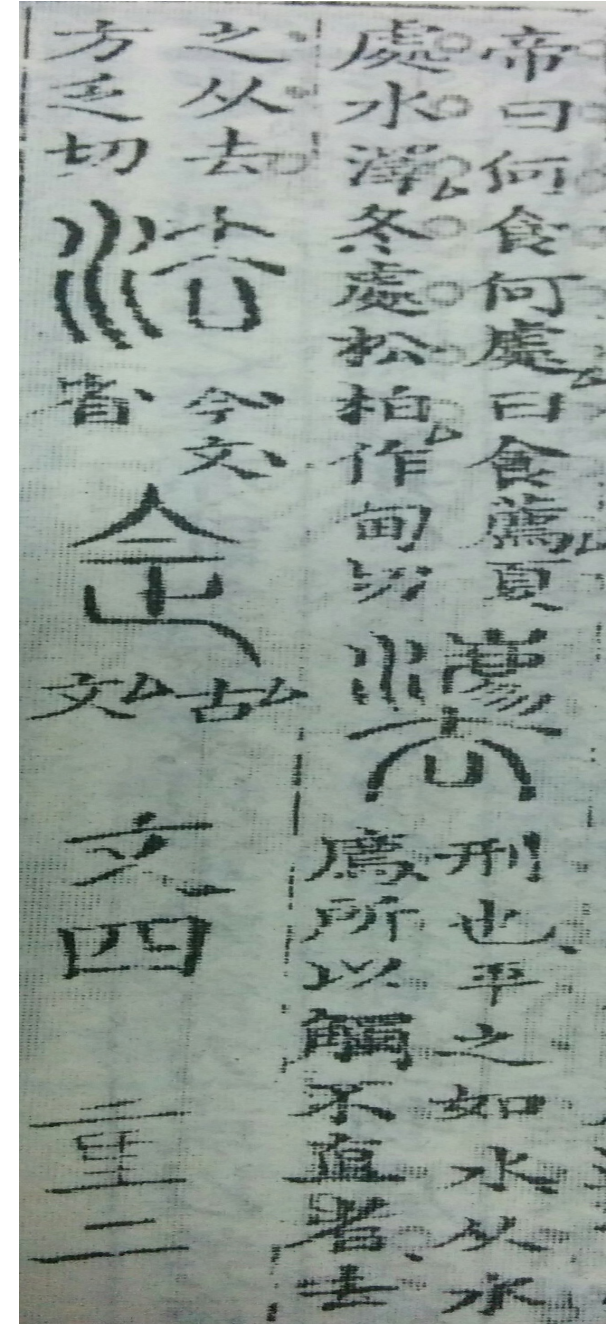 帝曰何食何處曰食薦夏
處水澤冬處松柏作甸切
灋
刑也平之如水从水
廌所以觸不直者去
之从去
方乏切
法
今文
省
佱
古
文
文四
重二